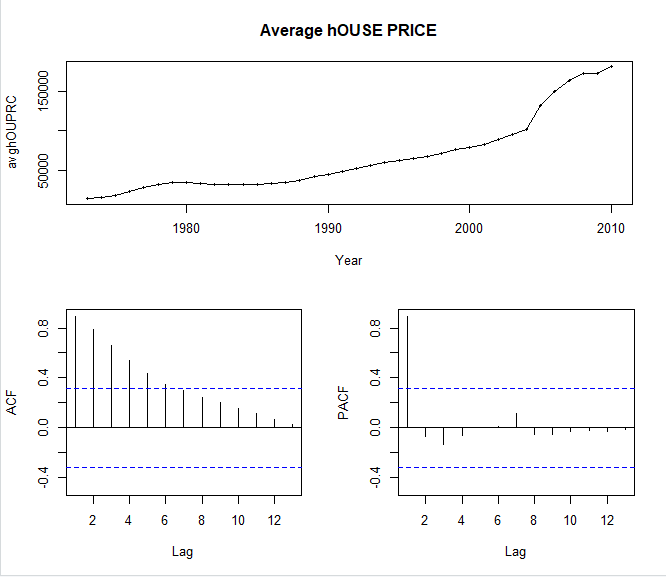 Average hOUSE PRICE
avghOUPRC
150000
50000
1980 1990 2000 2010
Year
ACF
0.8
0.4
0.0
-0.4
2 4 6 8 10 12
Lag
PACF
0.8
0.4
0.0
-0.4
2 4 6 8 10 12
Lag